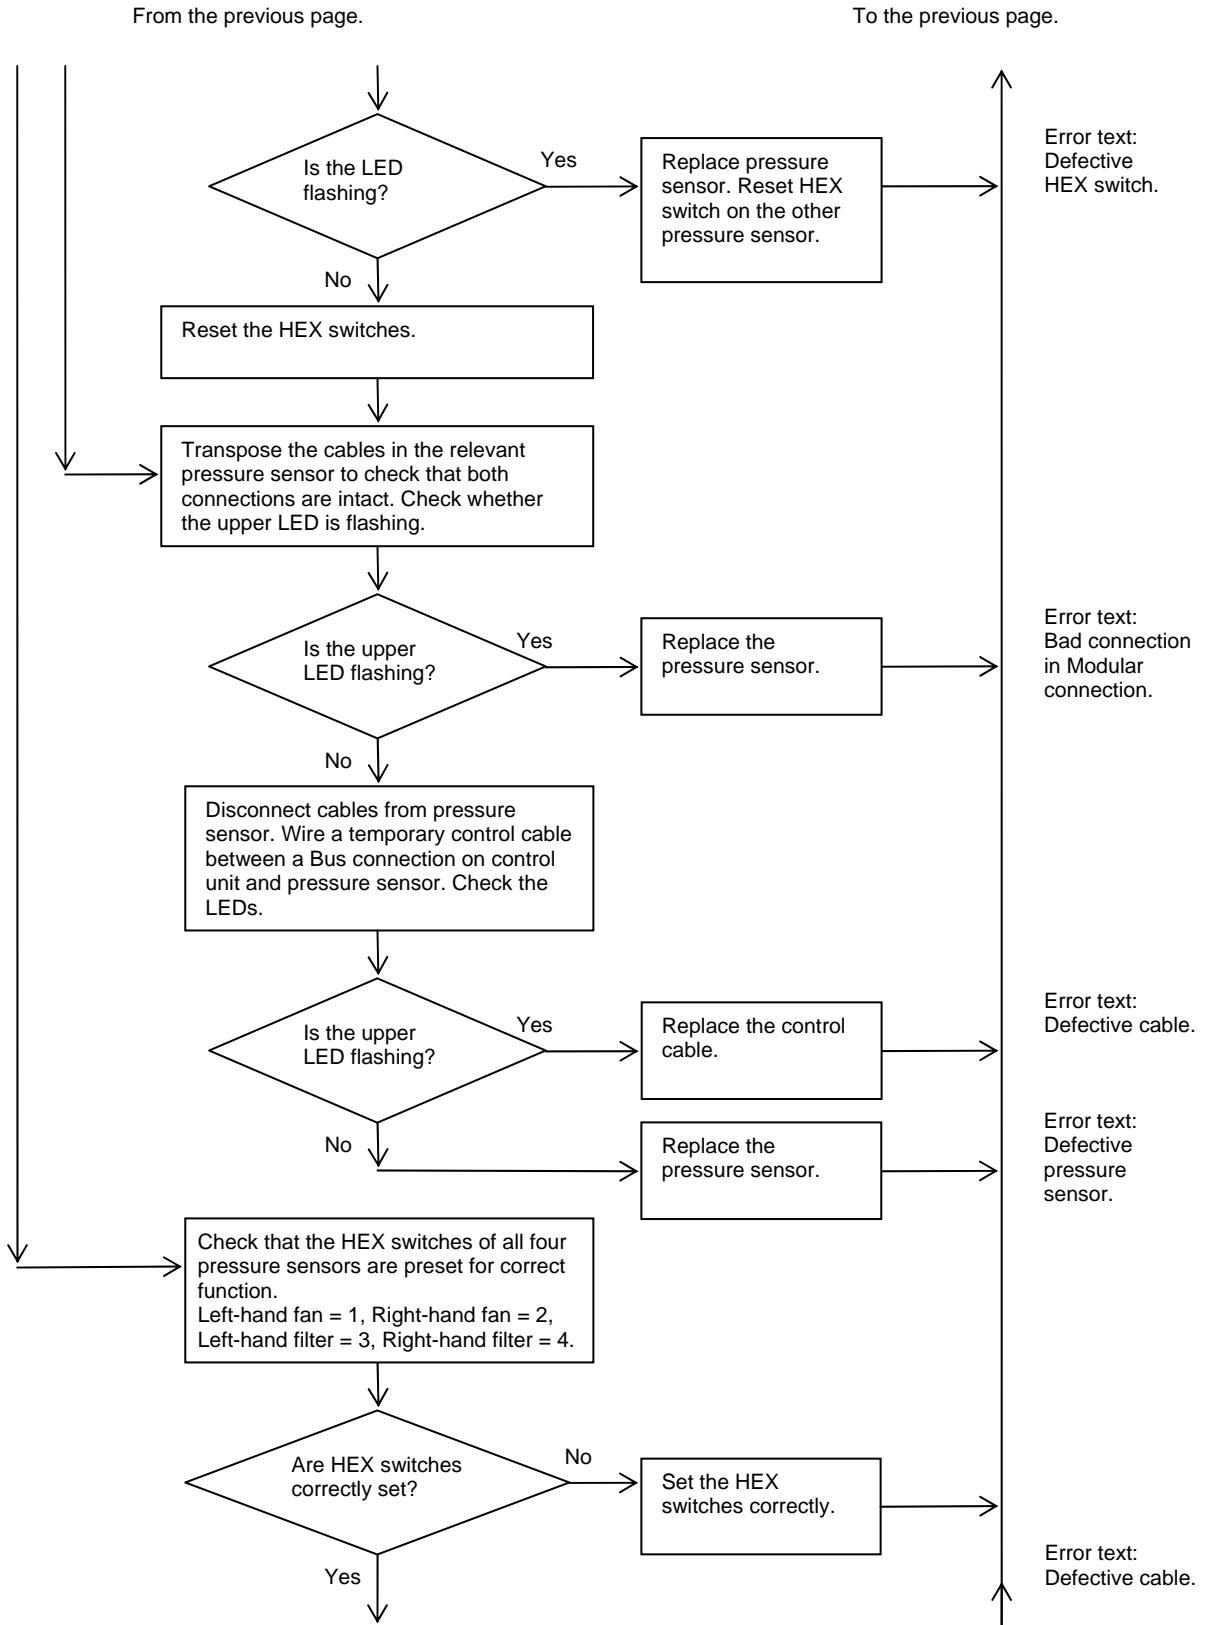 From the previous page.
To the previous page.
Is the LED
flashing?
Yes
Replace pressure
sensor. Reset HEX
switch on the other
pressure sensor.
Error text:
Defective
HEX switch.
No
Reset the HEX switches.
Transpose the cables in the relevant
pressure sensor to check that both
connections are intact. Check whether
the upper LED is flashing.
Is the upper
LED flashing?
Yes
Replace the
pressure sensor.
Error text:
Bad connection
in Modular
connection.
No
Disconnect cables from pressure
sensor. Wire a temporary control cable
between a Bus connection on control
unit and pressure sensor. Check the
LEDs.
Is the upper
LED flashing?
Yes
Replace the control
cable.
Error text:
Defective cable.
No
Replace the
pressure sensor.
Error text:
Defective
pressure
sensor.
Check that the HEX switches of all four
pressure sensors are preset for correct
function.
Left-hand fan = 1, Right-hand fan = 2,
Left-hand filter = 3, Right-hand filter = 4.
Are HEX switches
correctly set?
No
Set the HEX
switches correctly.
Yes
Error text:
Defective cable.